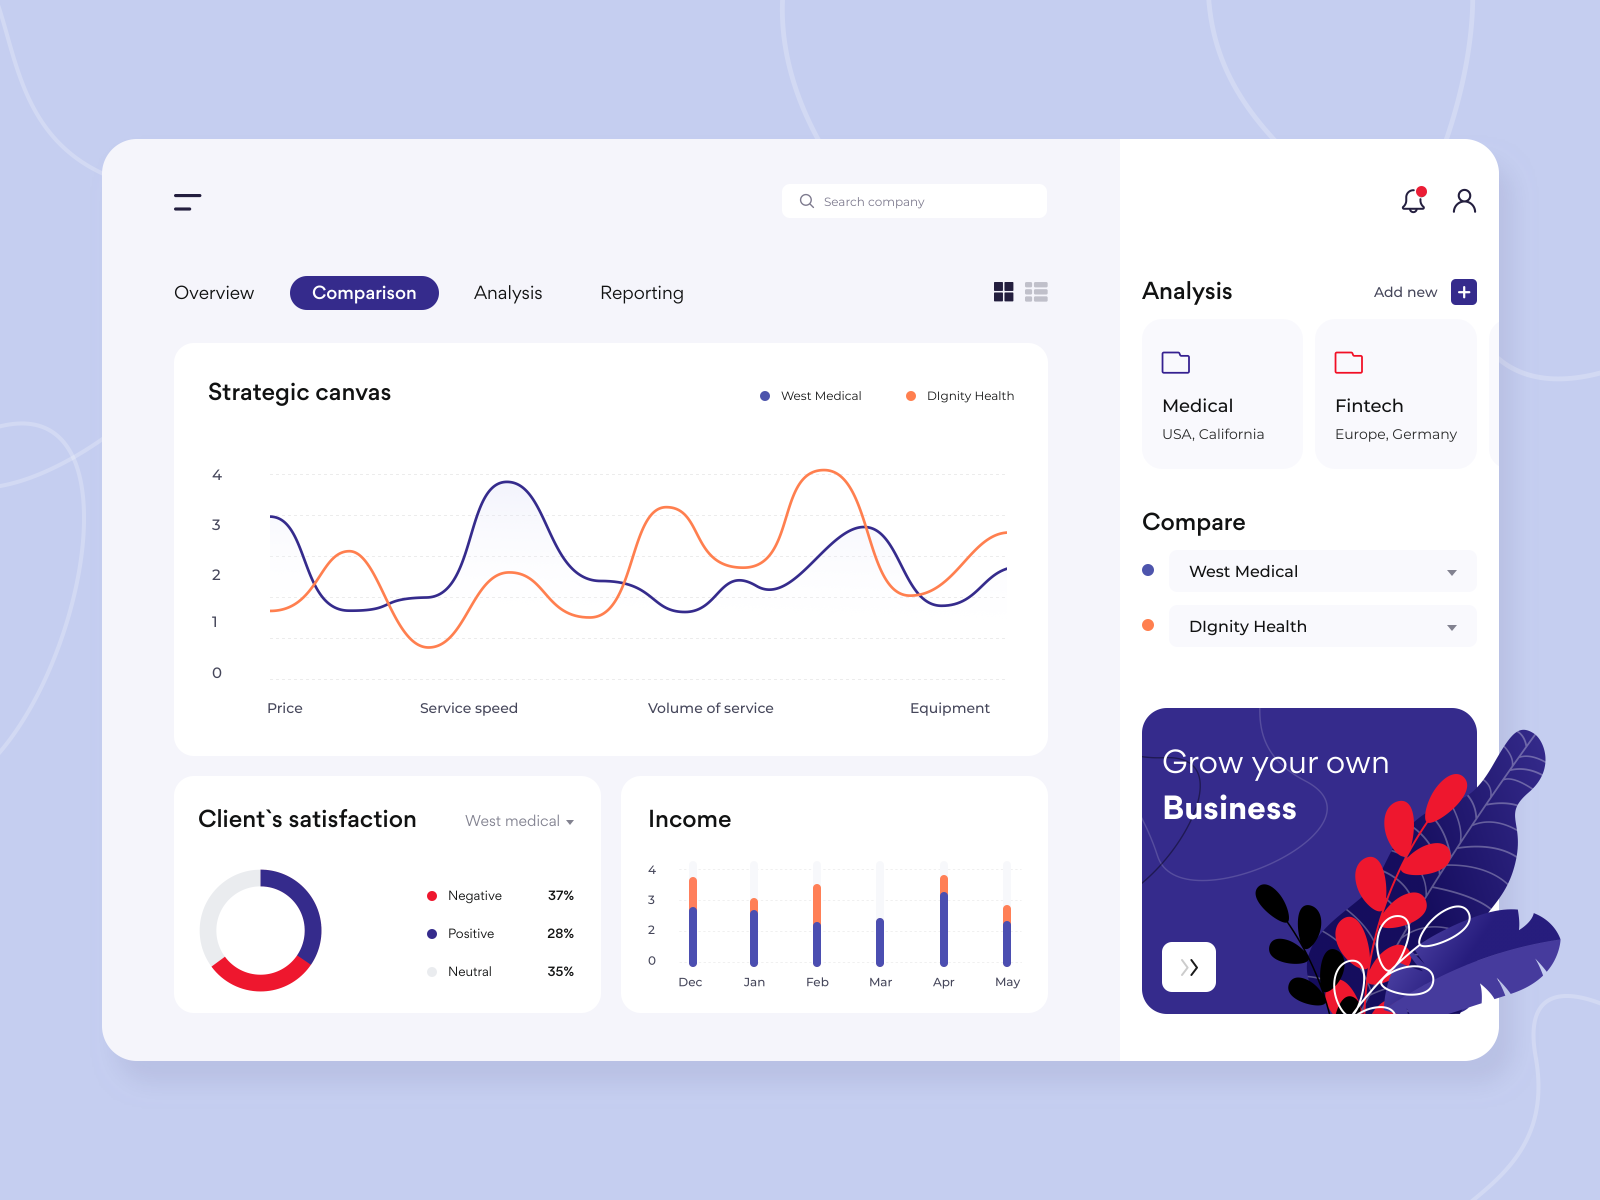 Search company
Overview
Comparison
Analysis
Reporting
Analysis
Add new
Strategic canvas
West Medical
DIgnity Health
4
3
2
1
0
Price
Service speed
Volume of service
Equipment
Medical
USA, California
Fintech
Europe, Germany
Compare
West Medical
DIgnity Health
Client`s satisfaction
West medical
Negative 37%
Positive 28%
Neutral 35%
Income
4
3
2
0
Dec
Jan
Feb
Mar
Apr
May
Grow your own
Business